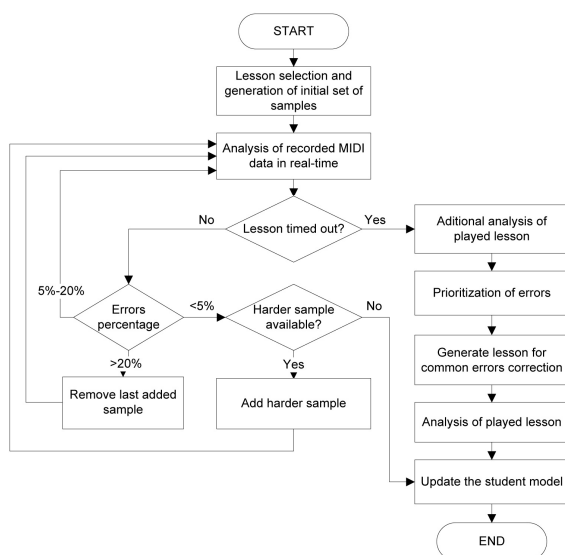 START
Lesson selection and
generation of initial set of
samples
Analysis of recorded MIDI
data in real-time
No
Lesson timed out?
Yes
Aditional analysis of
played lesson
Prioritization of errors
5%-20%
Errors
percentage
<5%
Harder sample
available?
No
Generate lesson for
common errors correction
>20%
Yes
Remove last added
sample
Add harder sample
Analysis of played lesson
Update the student model
END